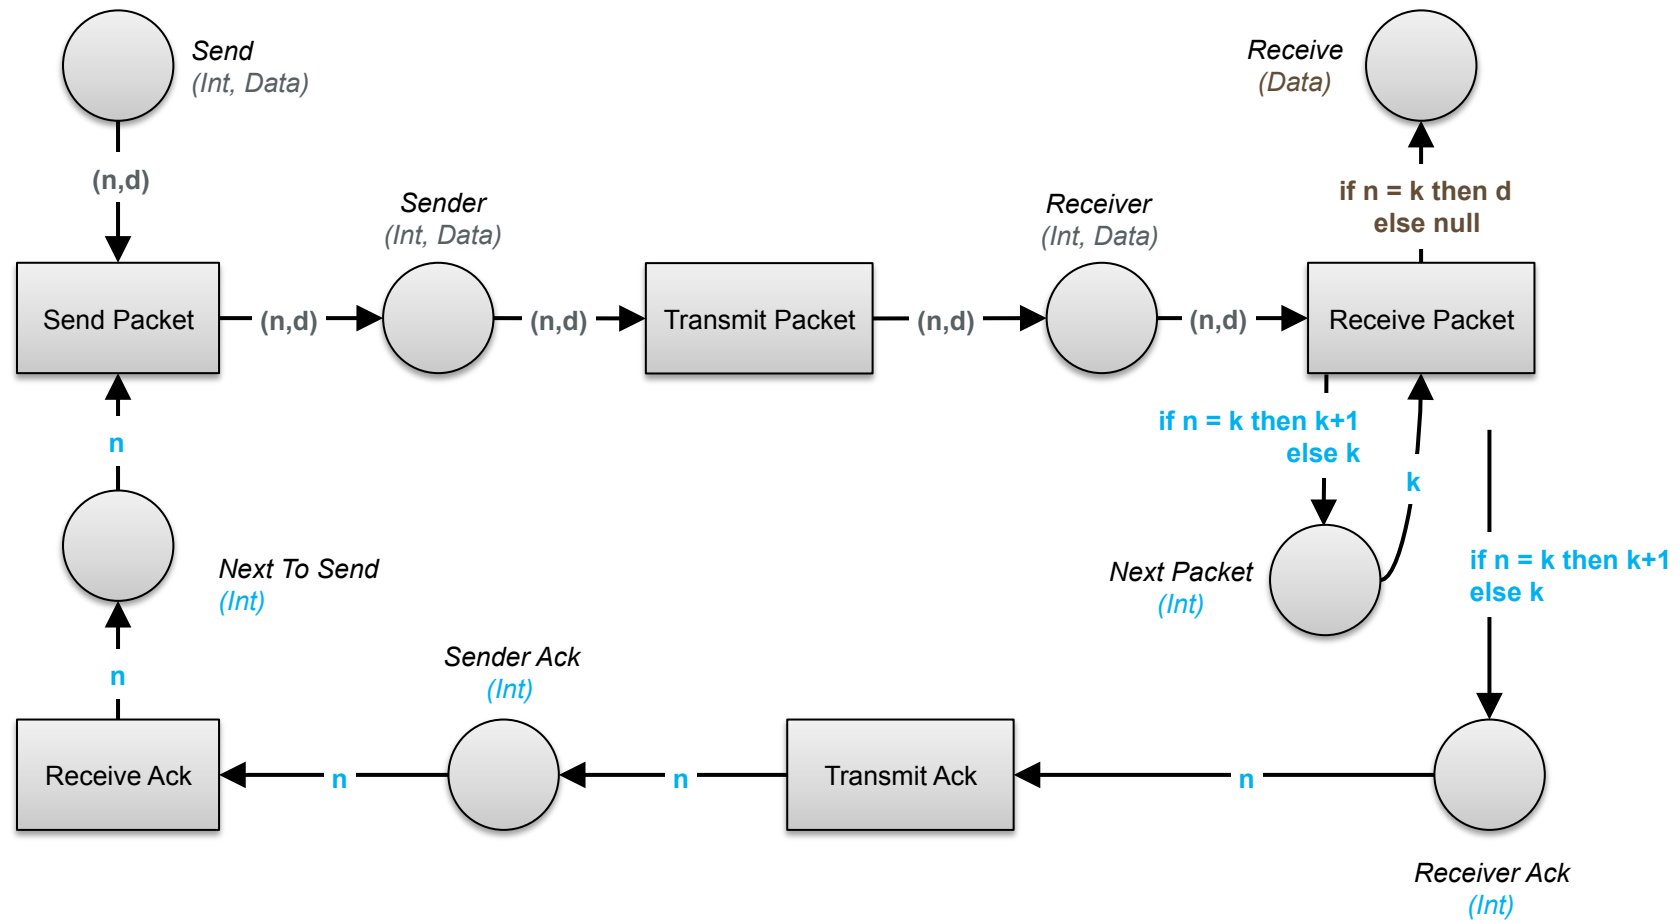 Send
(Int, Data)
Receive
(Data)
(n,d)
if n = k then d
else null
Sender
(Int, Data)
Receiver
(Int, Data)
Send Packet
(n,d)
(n,d)
Transmit Packet
(n,d)
(n,d)
Receive Packet
n
if n = k then k+1
else k
k
Next To Send
(Int)
Next Packet
(Int)
if n = k then k+1
else k
n
Sender Ack
(Int)
Receive Ack
n
n
Transmit Ack
n
Receiver Ack
(Int)